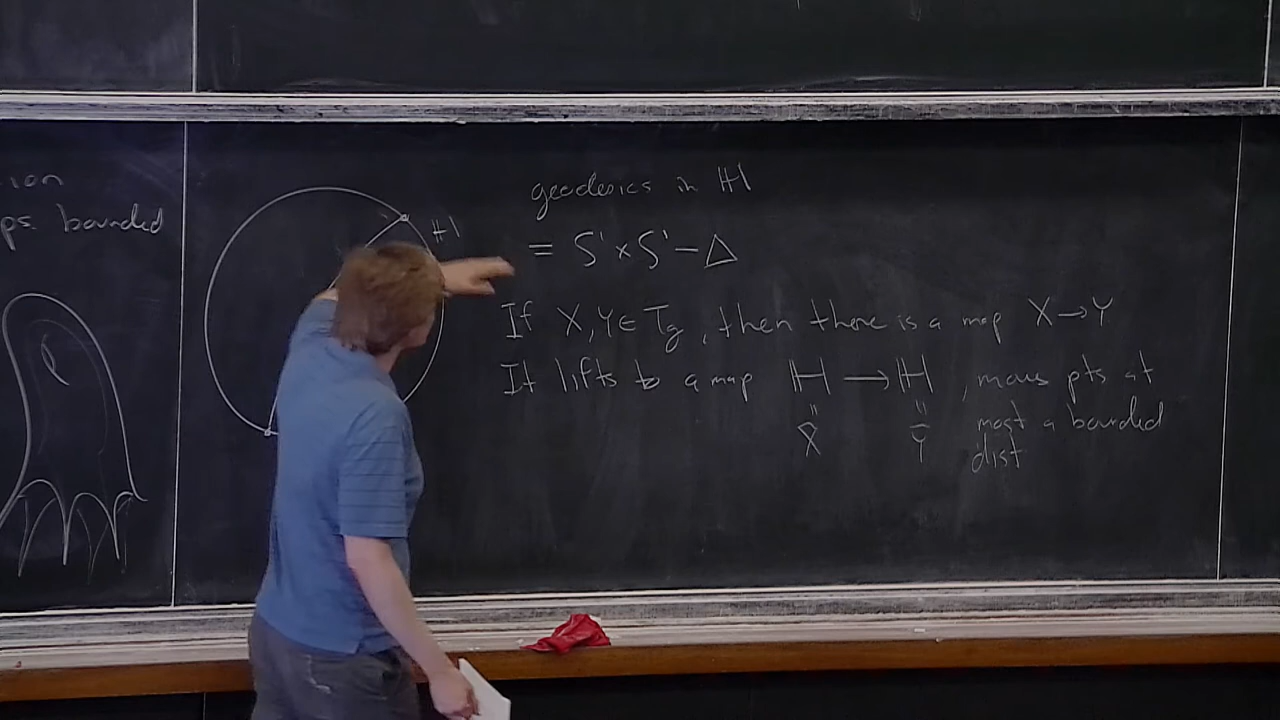 ion
ps. bounded
ℍ
geodesics in ℍ
= S¹ × S¹ − Δ
If X, Y ∈ Tg, then there is a map X → Y
It lifts to a map ℍ → ℍ, moves pts at
most a bounded
dist